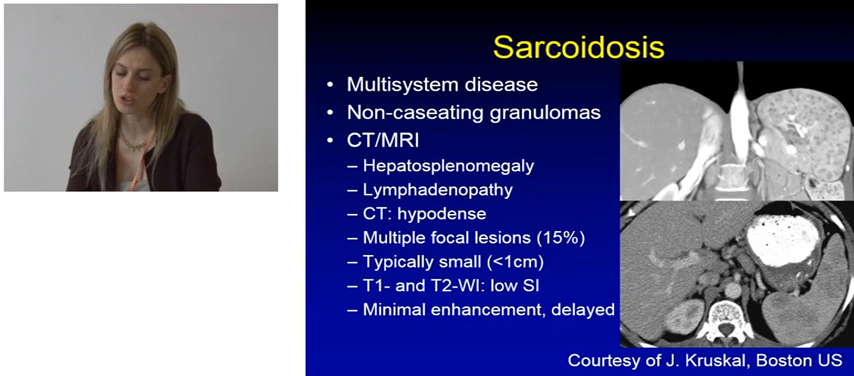 Sarcoidosis
• Multisystem disease
• Non-caseating granulomas
• CT/MRI
– Hepatosplenomegaly
– Lymphadenopathy
– CT: hypodense
– Multiple focal lesions (15%)
– Typically small (<1cm)
– T1- and T2-WI: low SI
– Minimal enhancement, delayed
Courtesy of J. Kruskal, Boston US